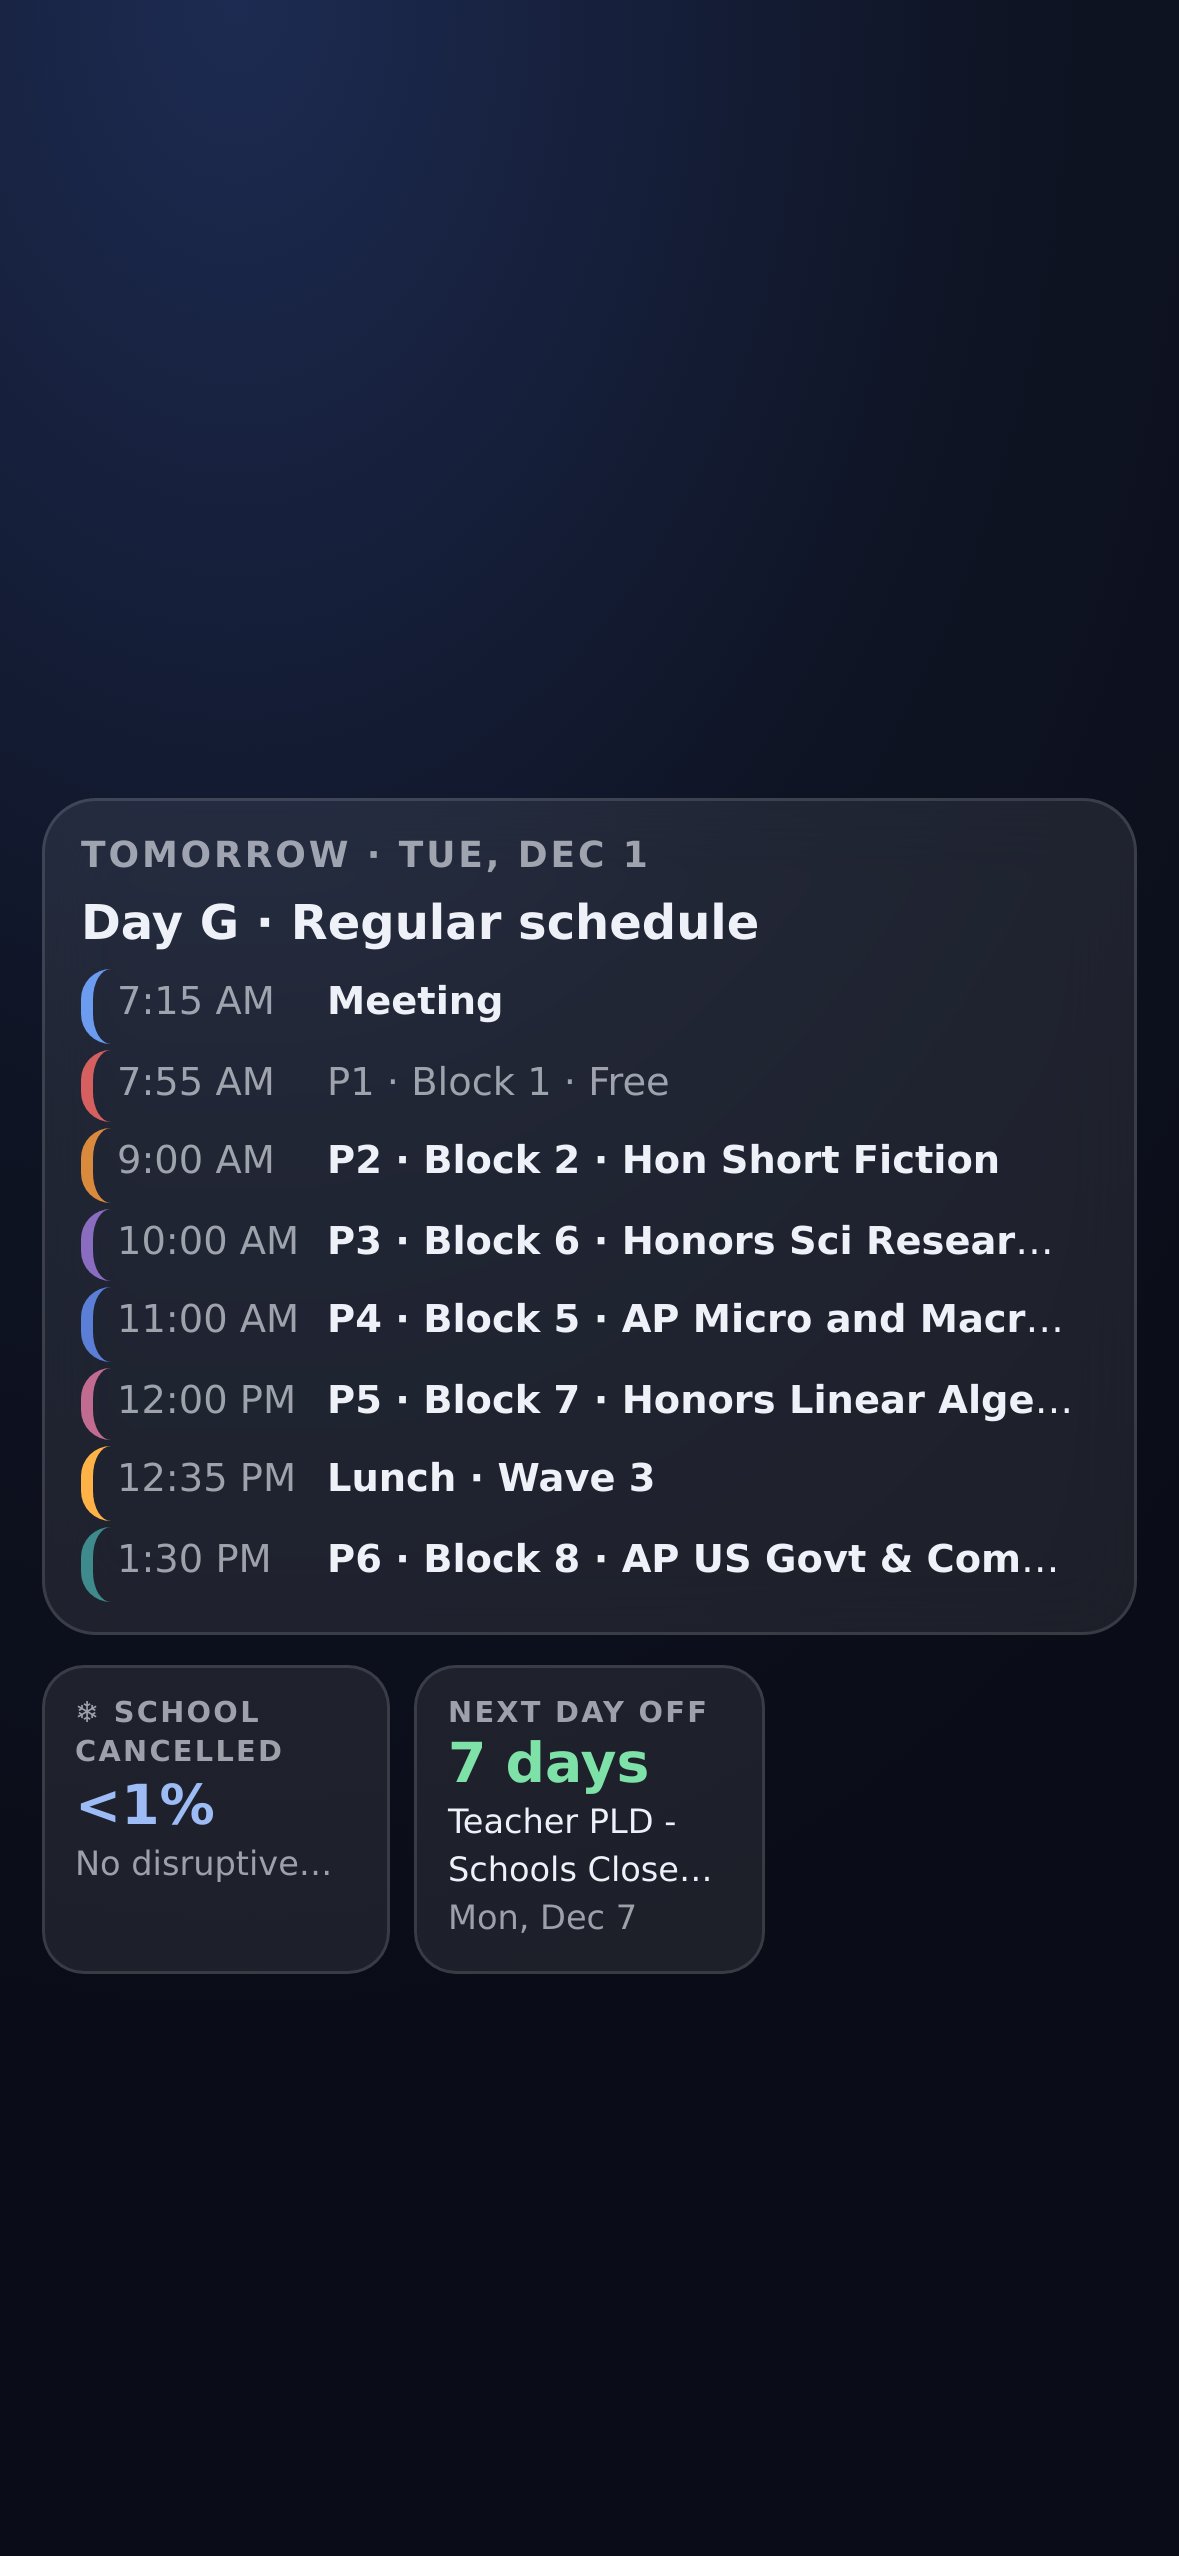 TOMORROW · TUE, DEC 1
Day G · Regular schedule
7:15 AM Meeting
7:55 AM P1 · Block 1 · Free
9:00 AM P2 · Block 2 · Hon Short Fiction
10:00 AM P3 · Block 6 · Honors Sci Resear...
11:00 AM P4 · Block 5 · AP Micro and Macr...
12:00 PM P5 · Block 7 · Honors Linear Alge...
12:35 PM Lunch · Wave 3
1:30 PM P6 · Block 8 · AP US Govt & Com...
❄ SCHOOL
CANCELLED
<1%
No disruptive...
NEXT DAY OFF
7 days
Teacher PLD -
Schools Close...
Mon, Dec 7